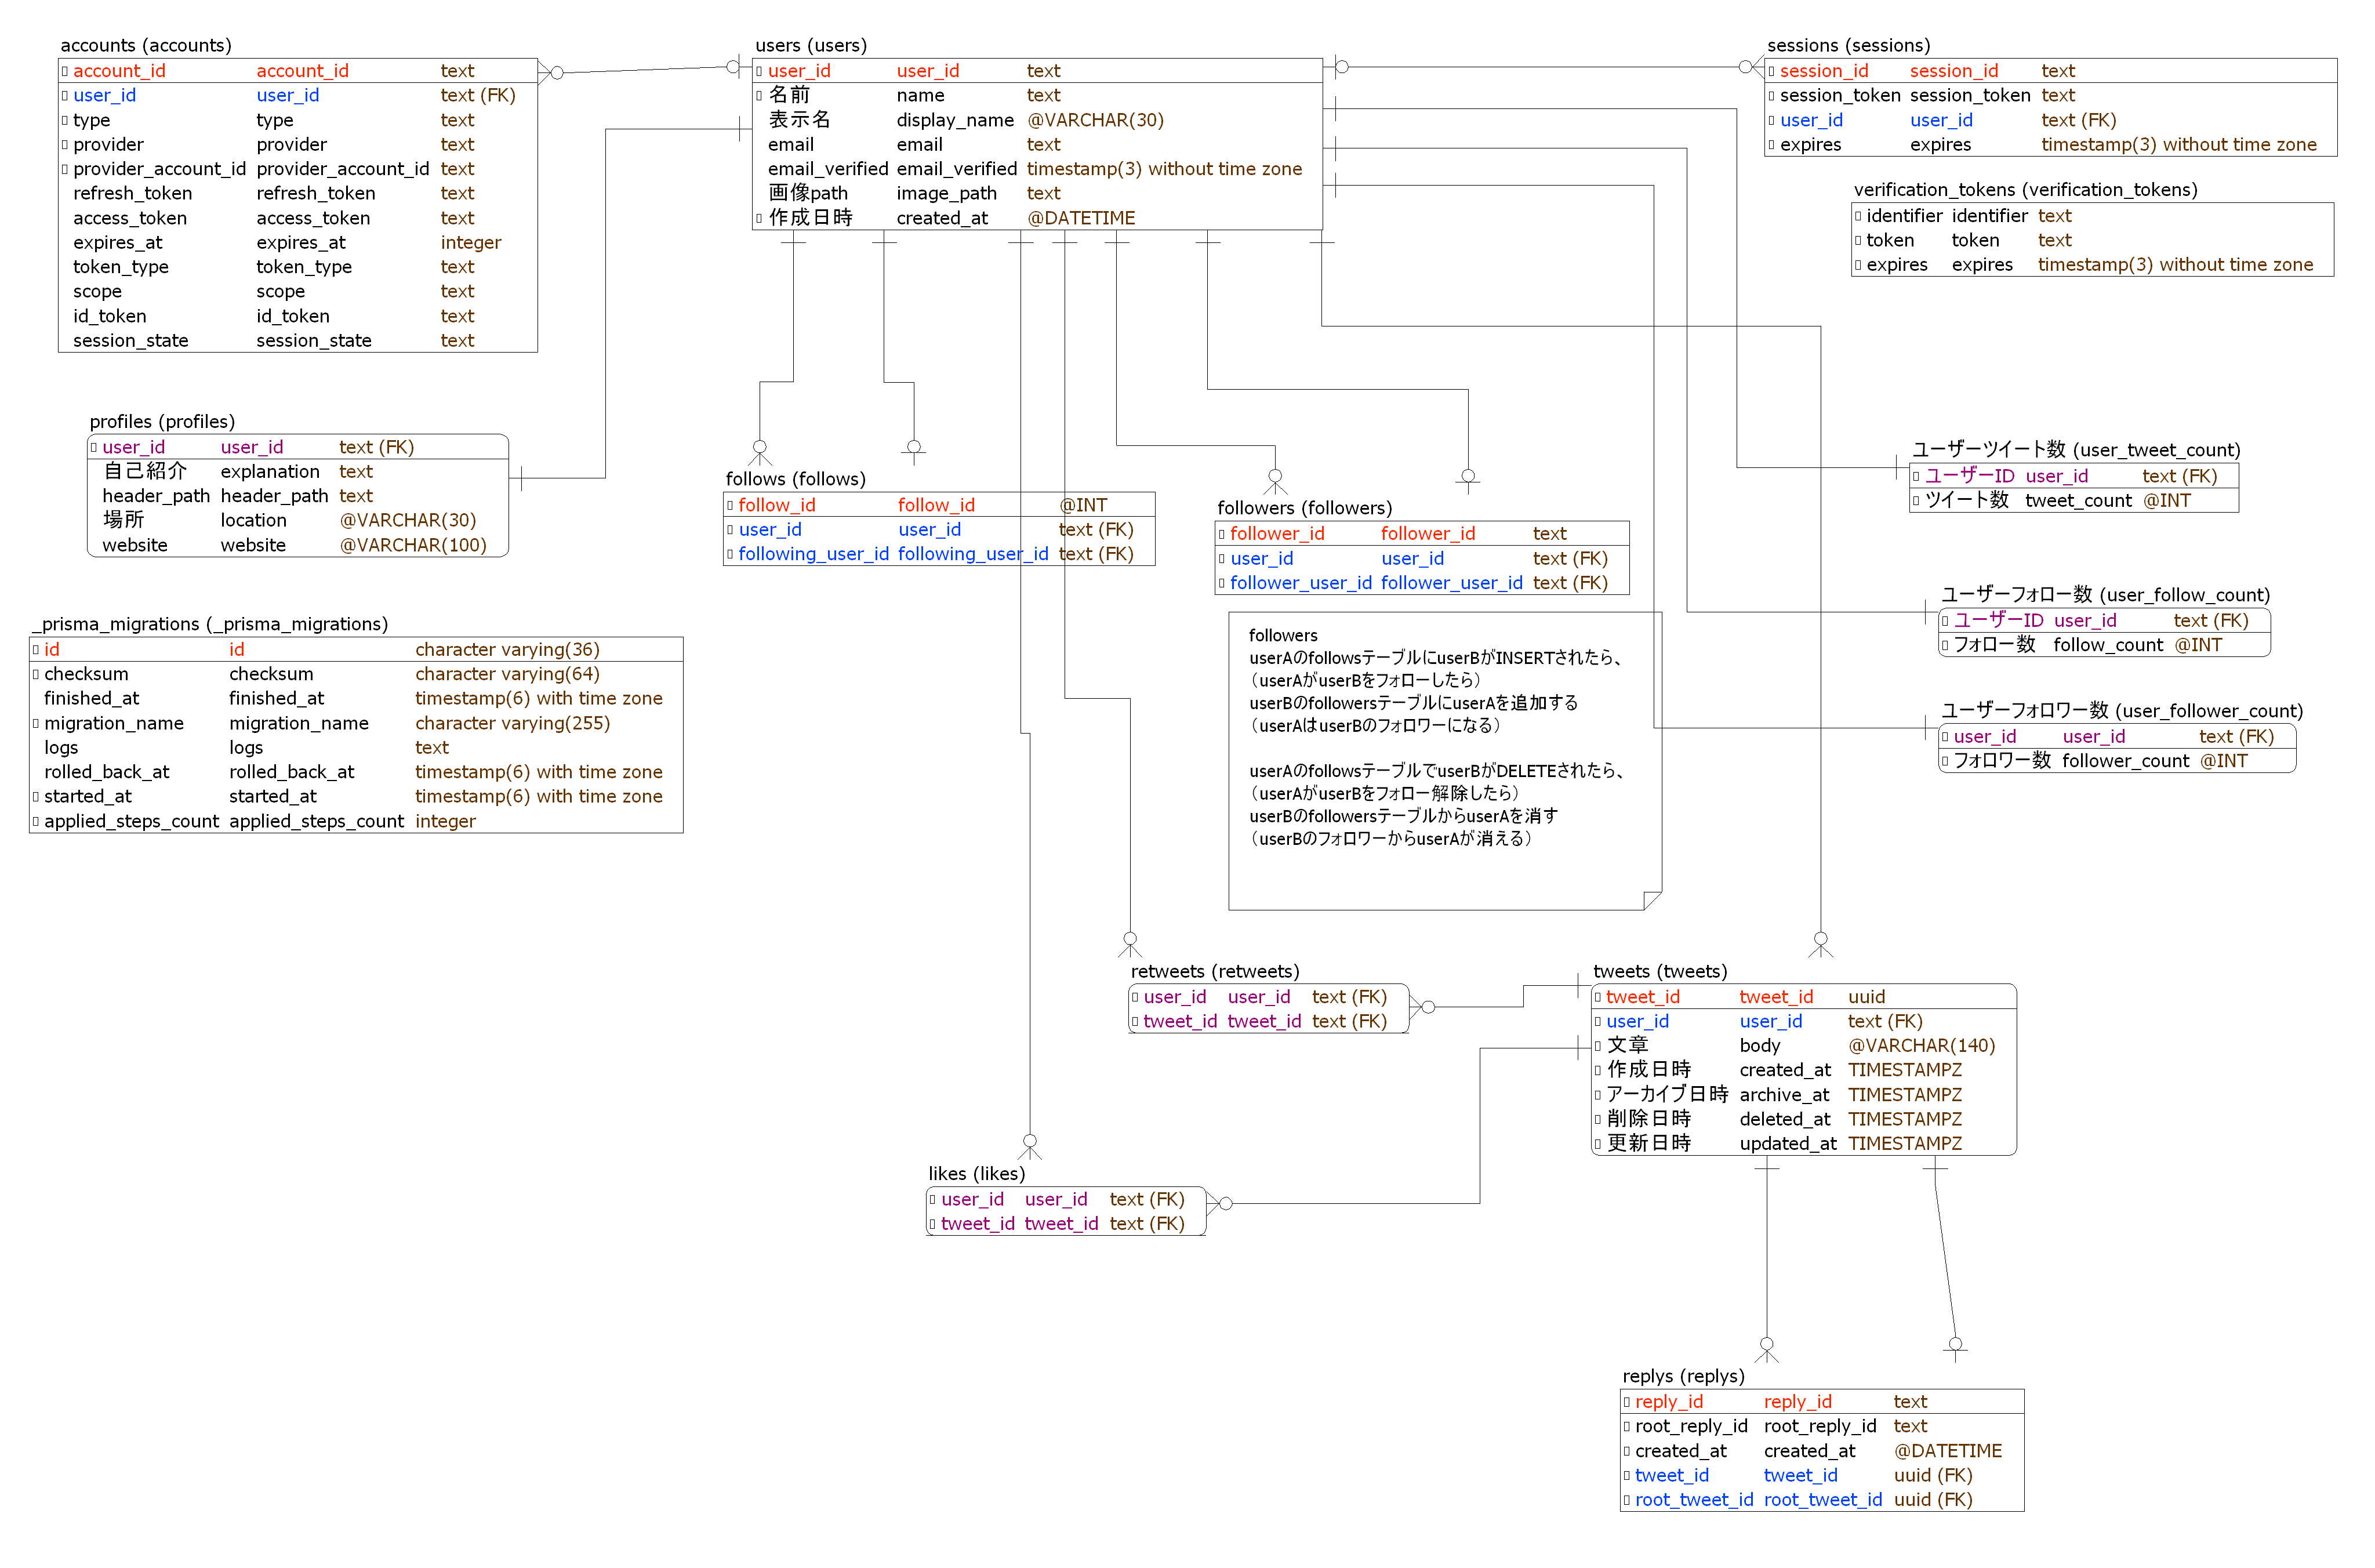 accounts (accounts)
account_id account_id text
user_id user_id text (FK)
type type text
provider provider text
provider_account_id provider_account_id text
refresh_token refresh_token text
access_token access_token text
expires_at expires_at integer
token_type token_type text
scope scope text
id_token id_token text
session_state session_state text
users (users)
user_id user_id text
名前 name text
表示名 display_name @VARCHAR(30)
email email text
email_verified email_verified timestamp(3) without time zone
画像path image_path text
作成日時 created_at @DATETIME
sessions (sessions)
session_id session_id text
session_token session_token text
user_id user_id text (FK)
expires expires timestamp(3) without time zone
verification_tokens (verification_tokens)
identifier identifier text
token token text
expires expires timestamp(3) without time zone
profiles (profiles)
user_id user_id text (FK)
自己紹介 explanation text
header_path header_path text
場所 location @VARCHAR(30)
website website @VARCHAR(100)
follows (follows)
follow_id follow_id @INT
user_id user_id text (FK)
following_user_id following_user_id text (FK)
followers (followers)
follower_id follower_id text
user_id user_id text (FK)
follower_user_id follower_user_id text (FK)
ユーザーツイート数 (user_tweet_count)
ユーザーID user_id text (FK)
ツイート数 tweet_count @INT
ユーザーフォロー数 (user_follow_count)
ユーザーID user_id text (FK)
フォロー数 follow_count @INT
ユーザーフォロワー数 (user_follower_count)
user_id user_id text (FK)
フォロワー数 follower_count @INT
_prisma_migrations (_prisma_migrations)
id id character varying(36)
checksum checksum character varying(64)
finished_at finished_at timestamp(6) with time zone
migration_name migration_name character varying(255)
logs logs text
rolled_back_at rolled_back_at timestamp(6) with time zone
started_at started_at timestamp(6) with time zone
applied_steps_count applied_steps_count integer
followers
userAのfollowsテーブルにuserBがINSERTされたら、
（userAがuserBをフォローしたら）
userBのfollowersテーブルにuserAを追加する
（userAはuserBのフォロワーになる）
userAのfollowsテーブルでuserBがDELETEされたら、
（userAがuserBをフォロー解除したら）
userBのfollowersテーブルからuserAを消す
（userBのフォロワーからuserAが消える）
retweets (retweets)
user_id user_id text (FK)
tweet_id tweet_id text (FK)
tweets (tweets)
tweet_id tweet_id uuid
user_id user_id text (FK)
文章 body @VARCHAR(140)
作成日時 created_at TIMESTAMPZ
アーカイブ日時 archive_at TIMESTAMPZ
削除日時 deleted_at TIMESTAMPZ
更新日時 updated_at TIMESTAMPZ
likes (likes)
user_id user_id text (FK)
tweet_id tweet_id text (FK)
replys (replys)
reply_id reply_id text
root_reply_id root_reply_id text
created_at created_at @DATETIME
tweet_id tweet_id uuid (FK)
root_tweet_id root_tweet_id uuid (FK)